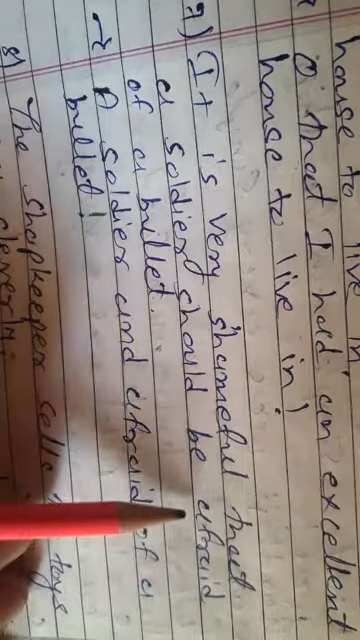 house to live in
O that I had an excellent
house to live in!
7) It is very shameful that
a soldier should be afraid
of a bullet.
→ A soldier and afraid of a
bullet!
8) The shopkeeper sells toys
cleverly.